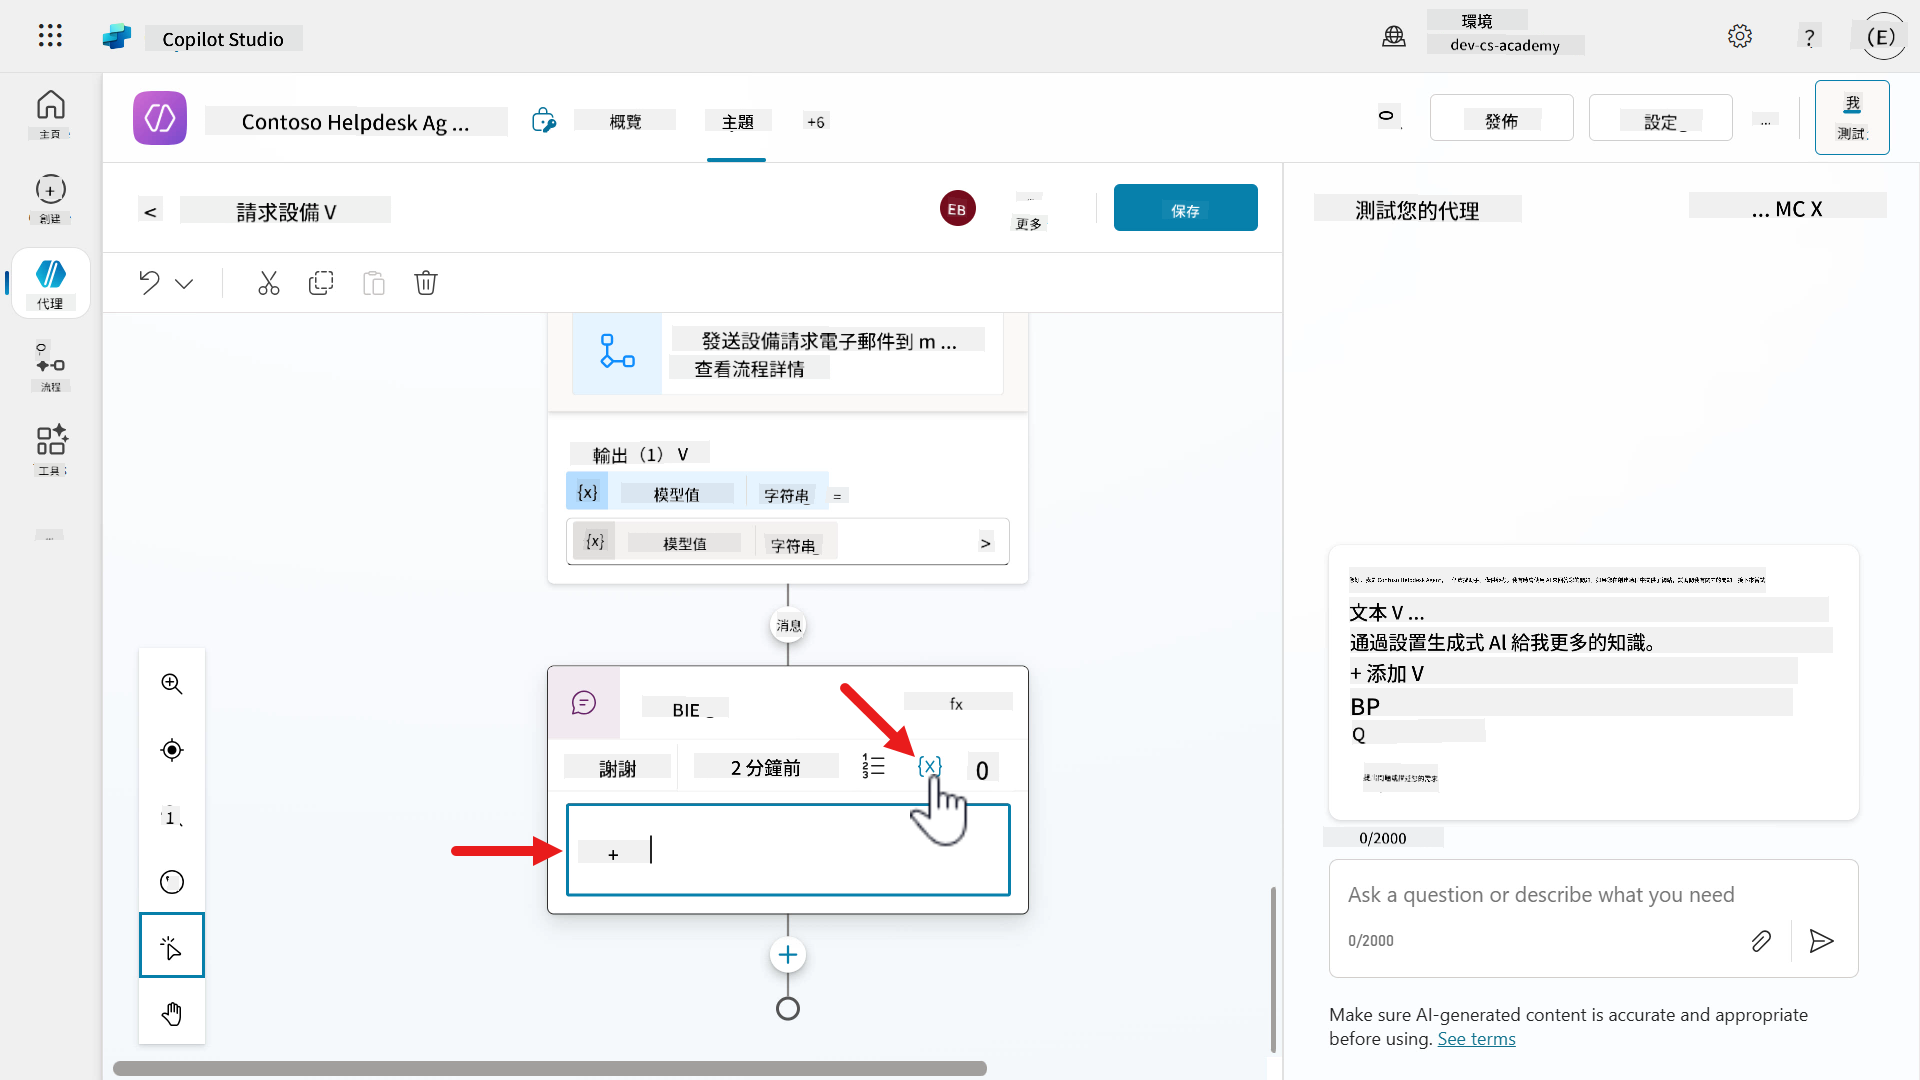 Copilot Studio
環境
dev-cs-academy
?
(E)
主頁
創建
代理
流程
工具
Contoso Helpdesk Ag ...
概覽
主題
+6
發佈
設定
...
我
測試
< 請求設備 V
EB
更多
保存
發送設備請求電子郵件到 m ...
查看流程詳情
輸出（1） V
{x} 模型值 字符串 =
{x} 模型值 字符串 >
消息
BIE
fx
謝謝
2 分鐘前
{x}
0
+
1
測試您的代理
... MC X
文本 V ...
通過設置生成式 Al 給我更多的知識。
+ 添加 V
BP
Q
0/2000
Ask a question or describe what you need
0/2000
Make sure AI-generated content is accurate and appropriate
before using. See terms